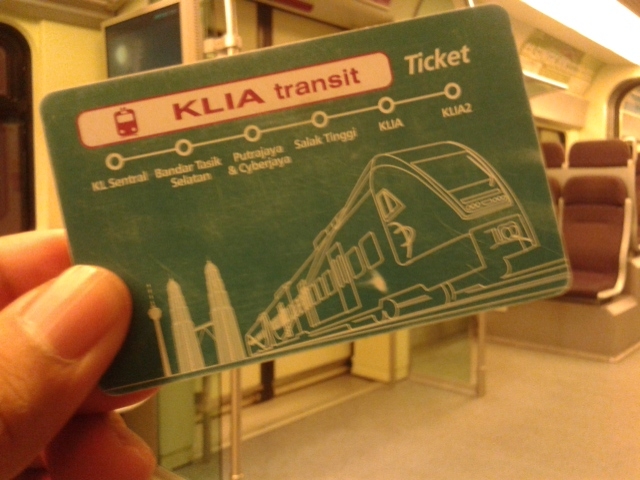 KLIA transit
Ticket
KL Sentral
Bandar Tasik
Selatan
Putrajaya
& Cyberjaya
Salak Tinggi
KLIA
KLIA2